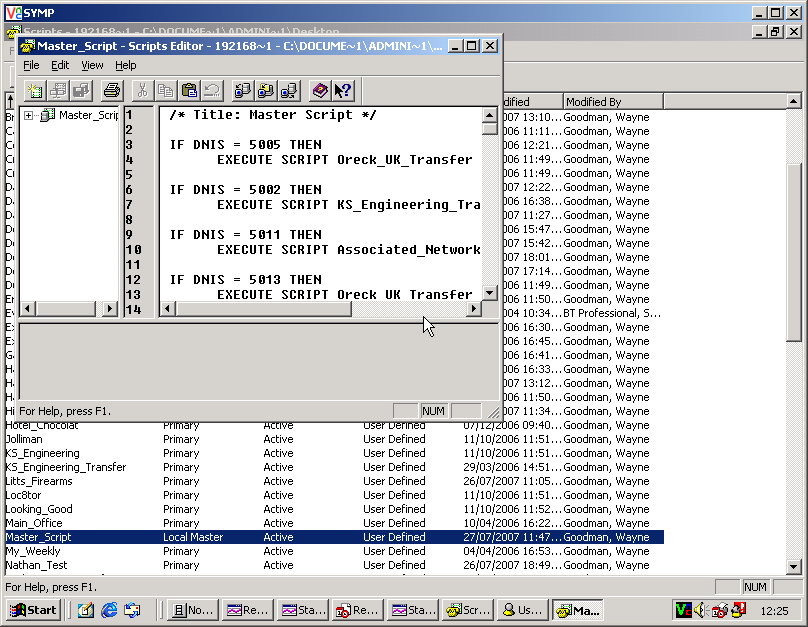 SYMP
Scripts - 192168~1 - C:\DOCUME~1\ADMINI~1\Desktop
Master_Script - Scripts Editor - 192168~1 - C:\DOCUME~1\ADMINI~1\...
File Edit View Help
Master_Scrip
1 /* Title: Master Script */
2
3 IF DNIS = 5005 THEN
4 EXECUTE SCRIPT Oreck_UK_Transfer
5
6 IF DNIS = 5002 THEN
7 EXECUTE SCRIPT KS_Engineering_Tra
8
9 IF DNIS = 5011 THEN
10 EXECUTE SCRIPT Associated_Network
11
12 IF DNIS = 5013 THEN
13 EXECUTE SCRIPT Oreck_UK_Transfer
14
For Help, press F1. NUM
dified Modified By
007 13:10... Goodman, Wayne
006 11:11... Goodman, Wayne
006 12:21... Goodman, Wayne
006 11:49... Goodman, Wayne
006 11:49... Goodman, Wayne
007 12:22... Goodman, Wayne
006 16:38... Goodman, Wayne
007 11:27... Goodman, Wayne
006 15:47... Goodman, Wayne
007 15:42... Goodman, Wayne
007 18:01... Goodman, Wayne
007 17:14... Goodman, Wayne
006 11:49... Goodman, Wayne
006 11:50... Goodman, Wayne
004 10:34... BT Professional, S...
006 16:30... Goodman, Wayne
006 16:45... Goodman, Wayne
006 16:41... Goodman, Wayne
006 16:33... Goodman, Wayne
007 13:12... Goodman, Wayne
006 11:50... Goodman, Wayne
007 11:34... Goodman, Wayne
Hotel_Chocolat Primary Active User Defined 07/12/2006 09:40... Goodman, Wayne
Jolliman Primary Active User Defined 11/10/2006 11:51... Goodman, Wayne
KS_Engineering Primary Active User Defined 11/10/2006 11:51... Goodman, Wayne
KS_Engineering_Transfer Primary Active User Defined 29/03/2006 14:51... Goodman, Wayne
Litts_Firearms Primary Active User Defined 26/07/2007 11:05... Goodman, Wayne
Loc8tor Primary Active User Defined 11/10/2006 11:51... Goodman, Wayne
Looking_Good Primary Active User Defined 11/10/2006 11:52... Goodman, Wayne
Main_Office Primary Active User Defined 10/04/2006 16:22... Goodman, Wayne
Master_Script Local Master Active User Defined 27/07/2007 11:47... Goodman, Wayne
My_Weekly Primary Active User Defined 04/04/2006 16:53... Goodman, Wayne
Nathan_Test Primary Active User Defined 26/07/2007 18:49... Goodman, Wayne
For Help, press F1. NUM
Start No... Re... Sta... Re... Sta... Scr... Us... Ma... 12:25